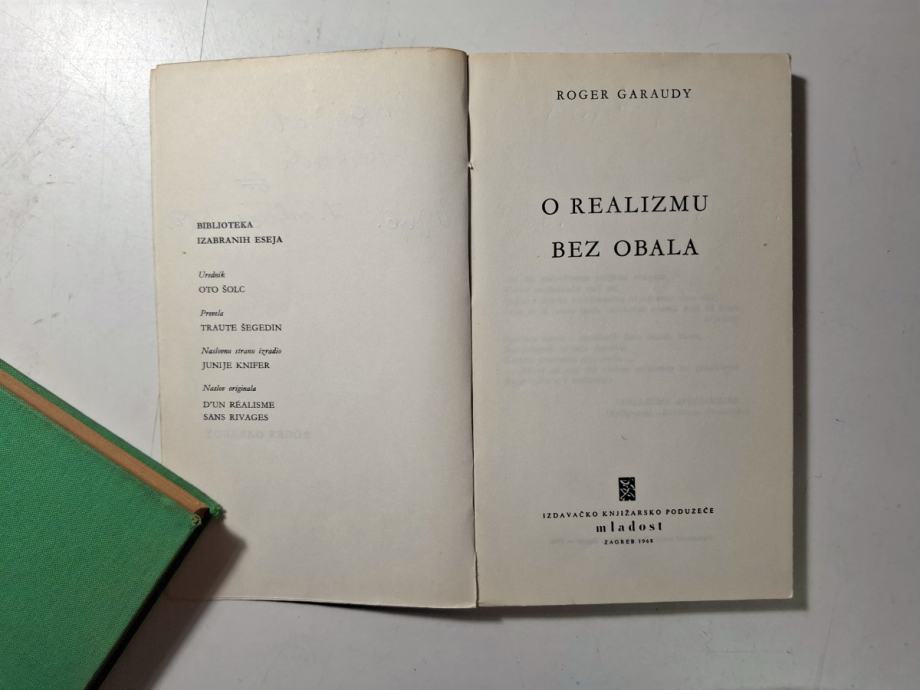 BIBLIOTEKA
IZABRANIH ESEJA
Urednik
OTO ŠOLC
Prevela
TRAUTE ŠEGEDIN
Naslovnu stranu izradio
JUNIJE KNIFER
Naslov originala
D'UN RÉALISME
SANS RIVAGES
ROGER GARAUDY
O REALIZMU
BEZ OBALA
IZDAVAČKO KNJIŽARSKO PODUZEĆE
mladost
ZAGREB 1968